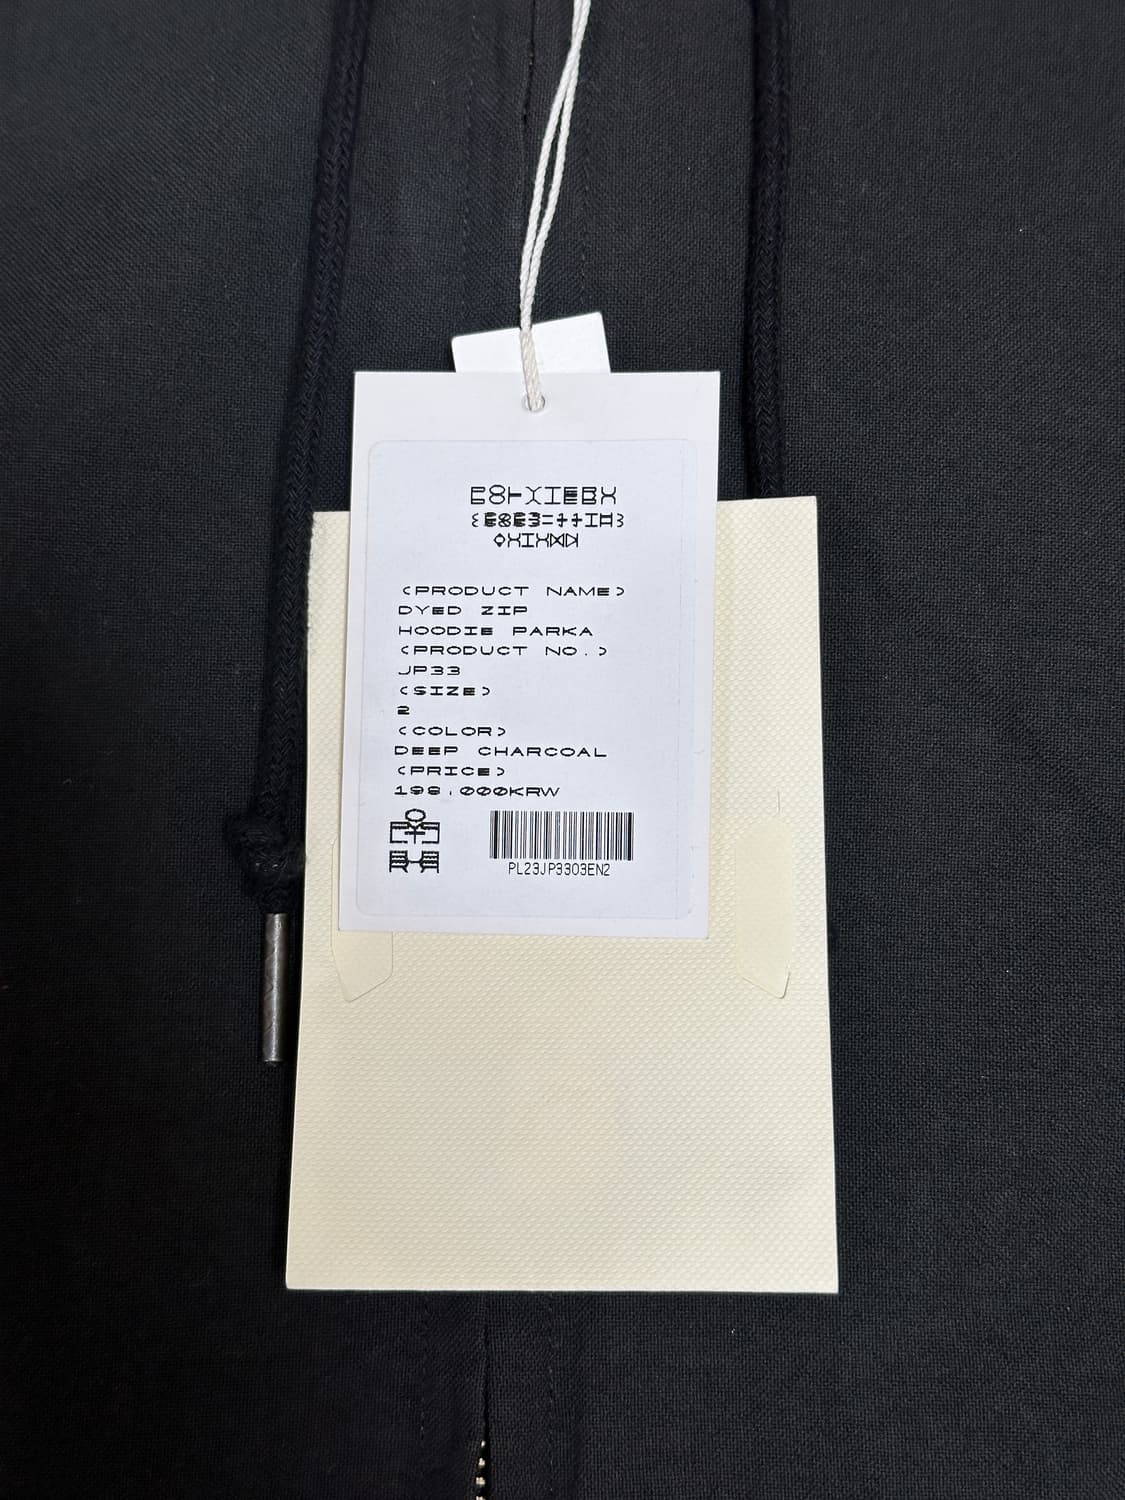 <PRODUCT NAME>
DYED ZIP
HOODIE PARKA
<PRODUCT NO.>
JP33
<SIZE>
2
<COLOR>
DEEP CHARCOAL
<PRICE>
198,000KRW
PL23JP3303EN2